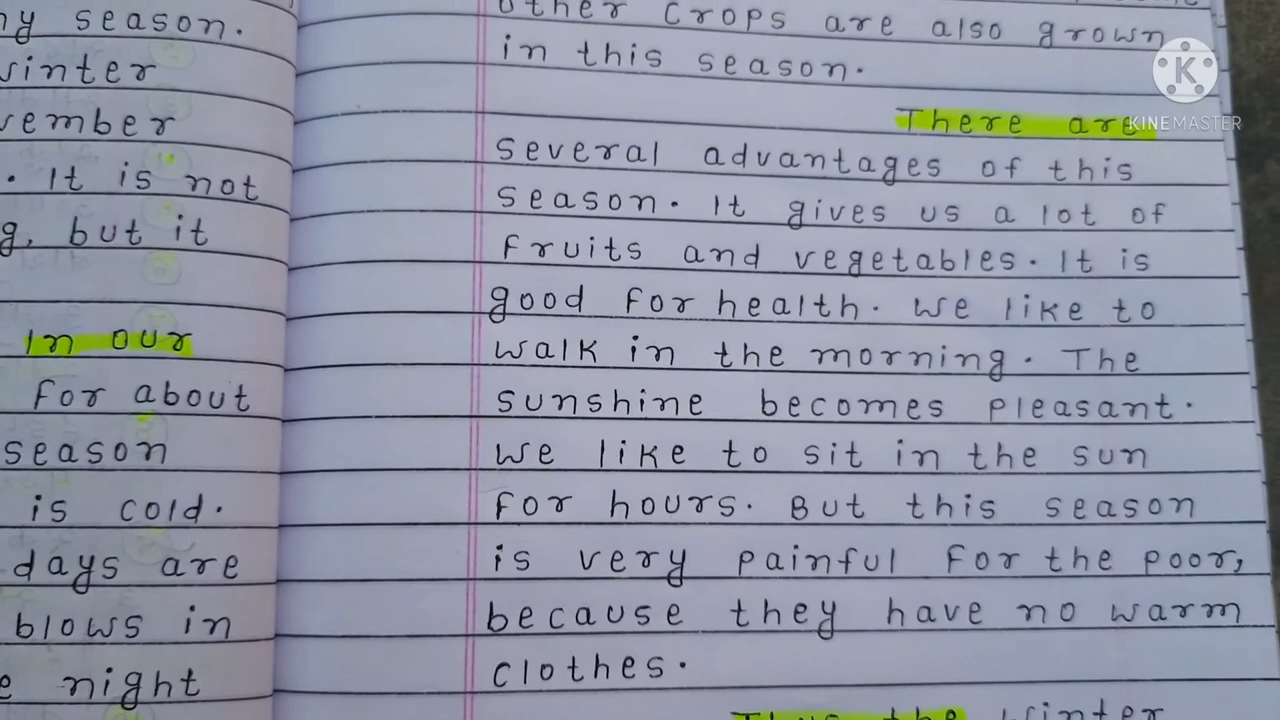 season.
winter
. It is not
but it
In our
for about
season
is cold.
days are
blows in
night
other crops are also grown
in this season.
There are
several advantages of this
season. It gives us a lot of
fruits and vegetables. It is
good for health. We like to
walk in the morning. The
sunshine becomes pleasant.
We like to sit in the sun
for hours. But this season
is very painful for the poor,
because they have no warm
clothes.
Thus the winter
K
KINEMASTER